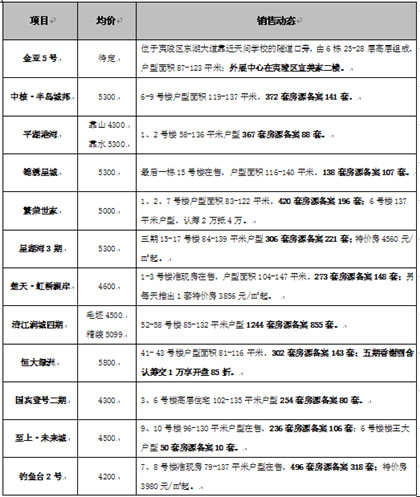 项目 均价 销售动态
金亚5号 待定 位于夷陵区东湖大道靠近天问学校的隧道口旁，由6栋25-28层高层组成，
户型面积87-123平米；外展中心在夷陵区宜美家二楼。
中核·半岛城邦 5300 6-9号楼户型面积119-137平米，372套房源备案141套。
平湖港湾 靠山4300 靠水5300 1、2号楼58-136平米户型367套房源备案88套。
锦绣星城 5300 最后一栋15号楼在售，户型面积116-140平米，138套房源备案107套。
繁荣世家 5000 1、2、7号楼户型面积83-122平米，420套房源备案196套；6号楼137
平米户型，认筹2万抵4万。
星湖湾3期 5300 三期15-17号楼84-139平米户型306套房源备案221套；特价房4560元/
㎡起。
楚天·虹桥澜岸 4600 1-3号楼准现房在售，户型面积104-147平米，273套房源备案148套；另
每天推出1套特价房3856元/㎡起。
清江润城四期 毛坯4500 精装5099 52-58号楼85-132平米户型1244套房源备案855套。
恒大绿洲 5800 41-43号楼户型面积81-116平米，302套房源备案143套；五期香榭丽舍
认筹交1万享开盘85折。
国宾壹号二期 4300 3、6号楼高层住宅102-135平米户型254套房源备案80套。
至上·未来城 4500 9、10号楼96-130平米户型在售，236套房源备案106套；6号楼楼王大
户型50套房源备案10套。
钓鱼台2号 4200 7、8号楼准现房79-137平米户型在售，496套房源备案318套；特价房
3980元/㎡起。